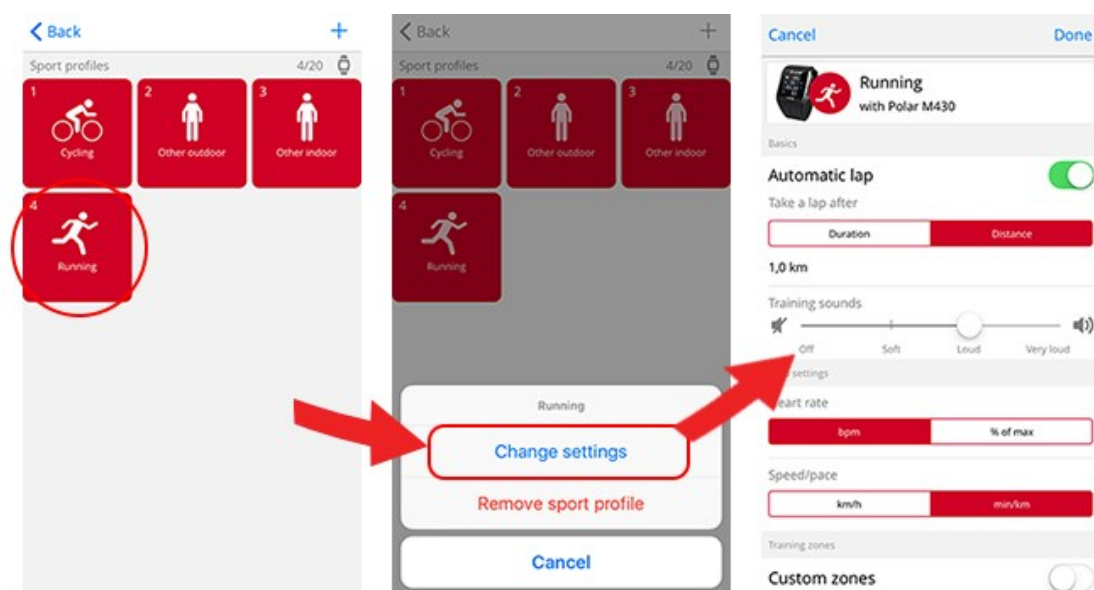 Back
+
Sport profiles 4/20
1
Cycling
2
Other outdoor
3
Other indoor
4
Running
Back
+
Sport profiles 4/20
1
Cycling
2
Other outdoor
3
Other indoor
4
Running
Running
Change settings
Remove sport profile
Cancel
Cancel Done
Running
with Polar M430
Basics
Automatic lap
Take a lap after
Duration Distance
1,0 km
Training sounds
Off Soft Loud Very loud
settings
Heart rate
bpm % of max
Speed/pace
km/h min/km
Training zones
Custom zones